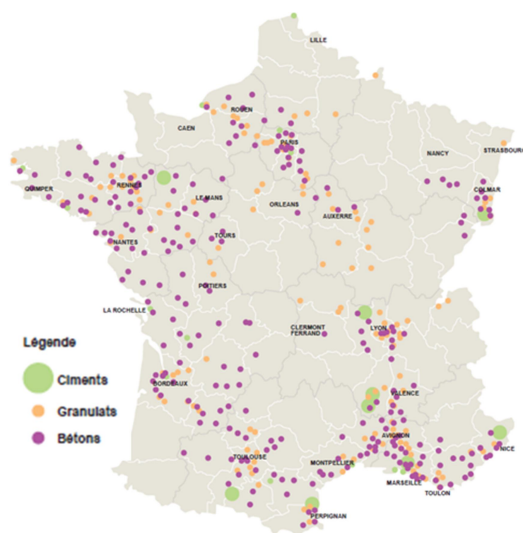 LILLE
ROUEN
CAEN
PARIS
STRASBOURG
NANCY
COLMAR
QUIMPER
RENNES
LE MANS
ORLEANS
AUXERRE
NANTES
TOURS
POITIERS
LA ROCHELLE
CLERMONT
FERRAND
LYON
Légende
Ciments
Granulats
Bétons
BORDEAUX
VALENCE
AVIGNON
TOULOUSE
MONTPELLIER
NICE
MARSEILLE
TOULON
PERPIGNAN